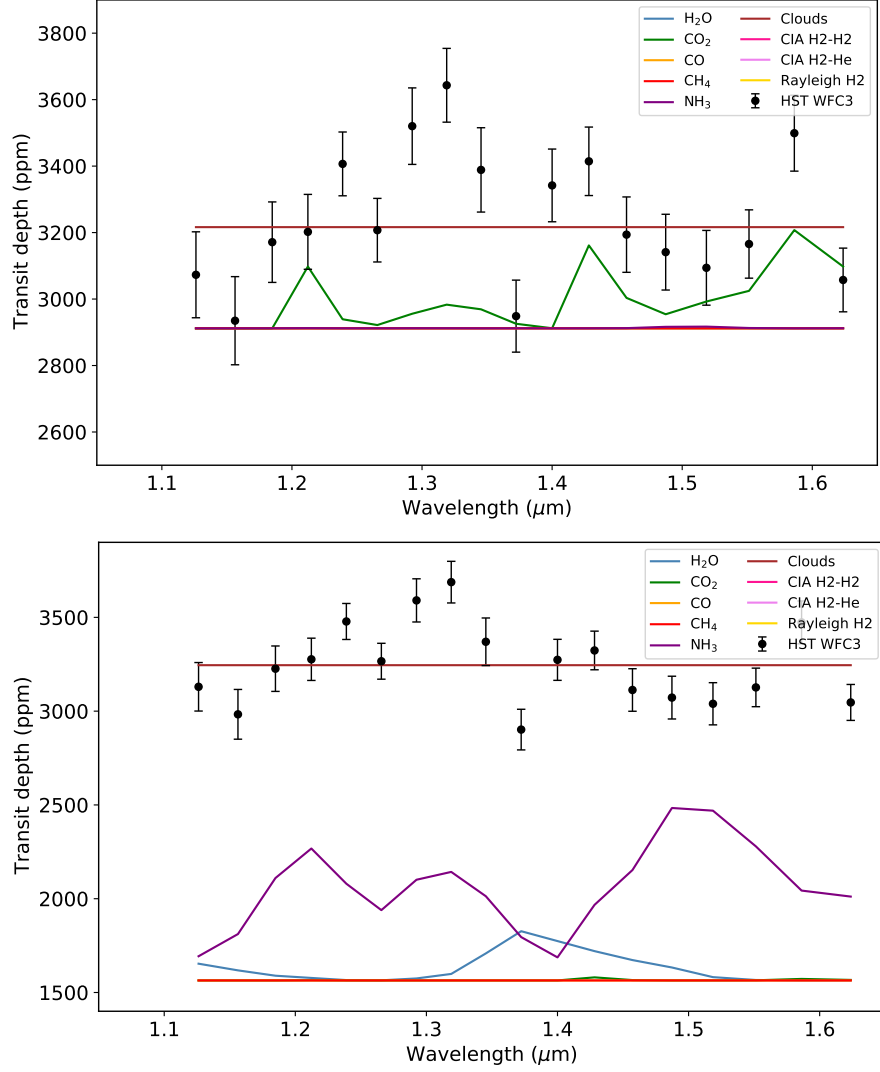 3800
3600
3400
3200
3000
2800
2600
Transit depth (ppm)
1.1 1.2 1.3 1.4 1.5 1.6
Wavelength (μm)
H₂O
CO₂
CO
CH₄
NH₃
Clouds
CIA H2-H2
CIA H2-He
Rayleigh H2
HST WFC3
3500
3000
2500
2000
1500
Transit depth (ppm)
1.1 1.2 1.3 1.4 1.5 1.6
Wavelength (μm)
H₂O
CO₂
CO
CH₄
NH₃
Clouds
CIA H2-H2
CIA H2-He
Rayleigh H2
HST WFC3